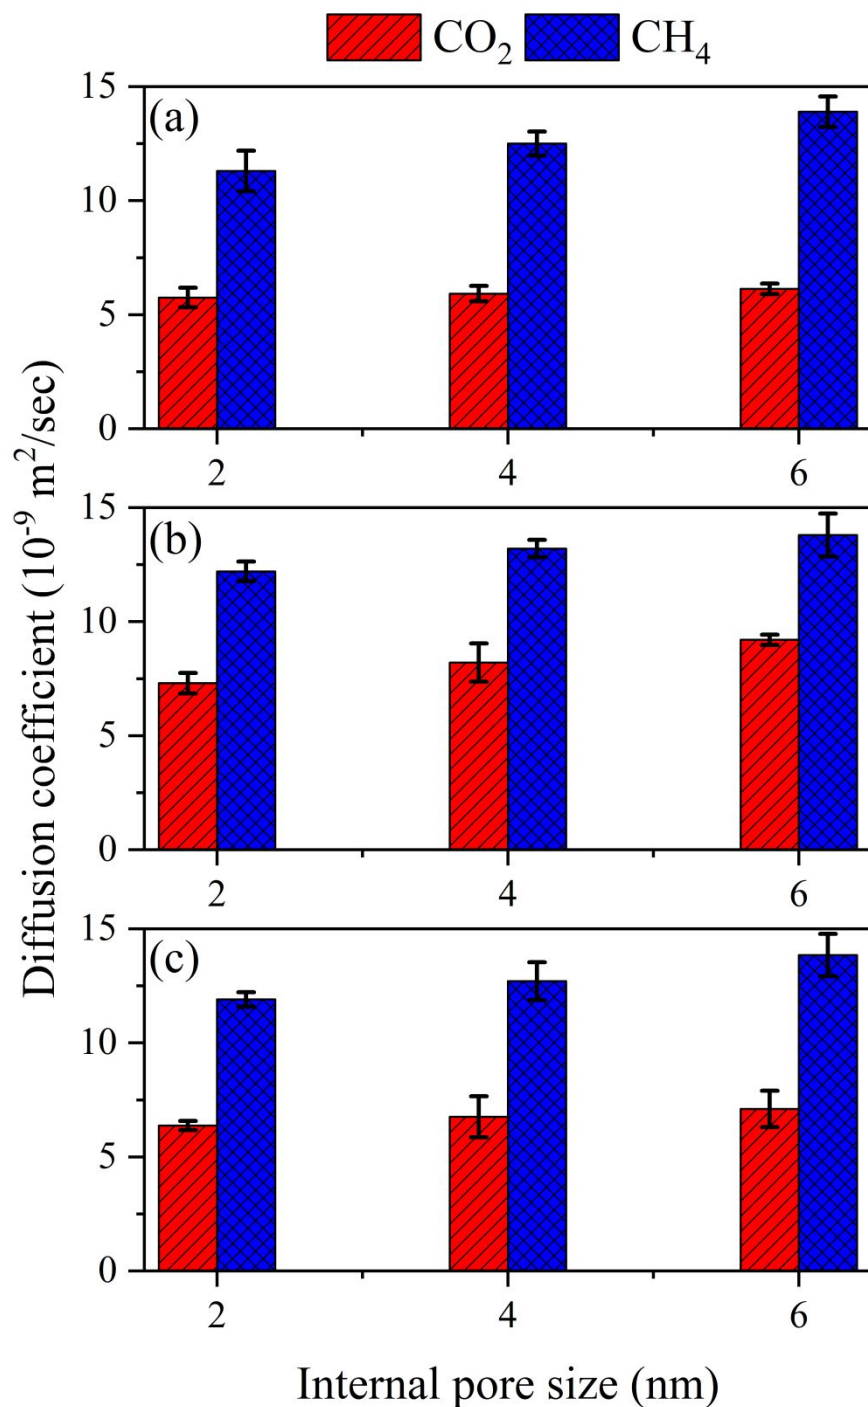 CO₂ CH₄
(a)
15
10
5
0
2 4 6
(b)
15
10
5
0
2 4 6
(c)
15
10
5
0
2 4 6
Diffusion coefficient (10⁻⁹ m²/sec)
Internal pore size (nm)